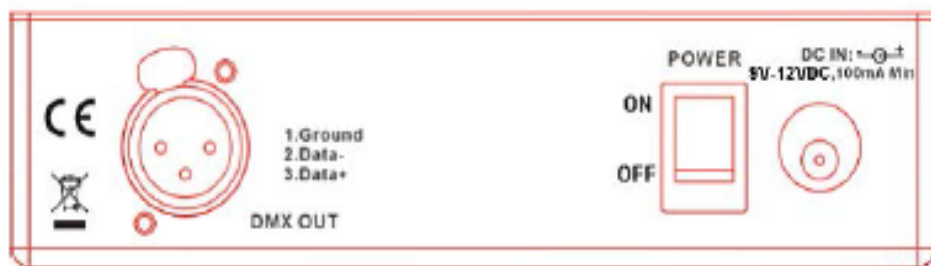 CE
1.Ground
2.Data-
3.Data+
DMX OUT
POWER
ON
OFF
DC IN: - +
9V-12VDC,100mA Min